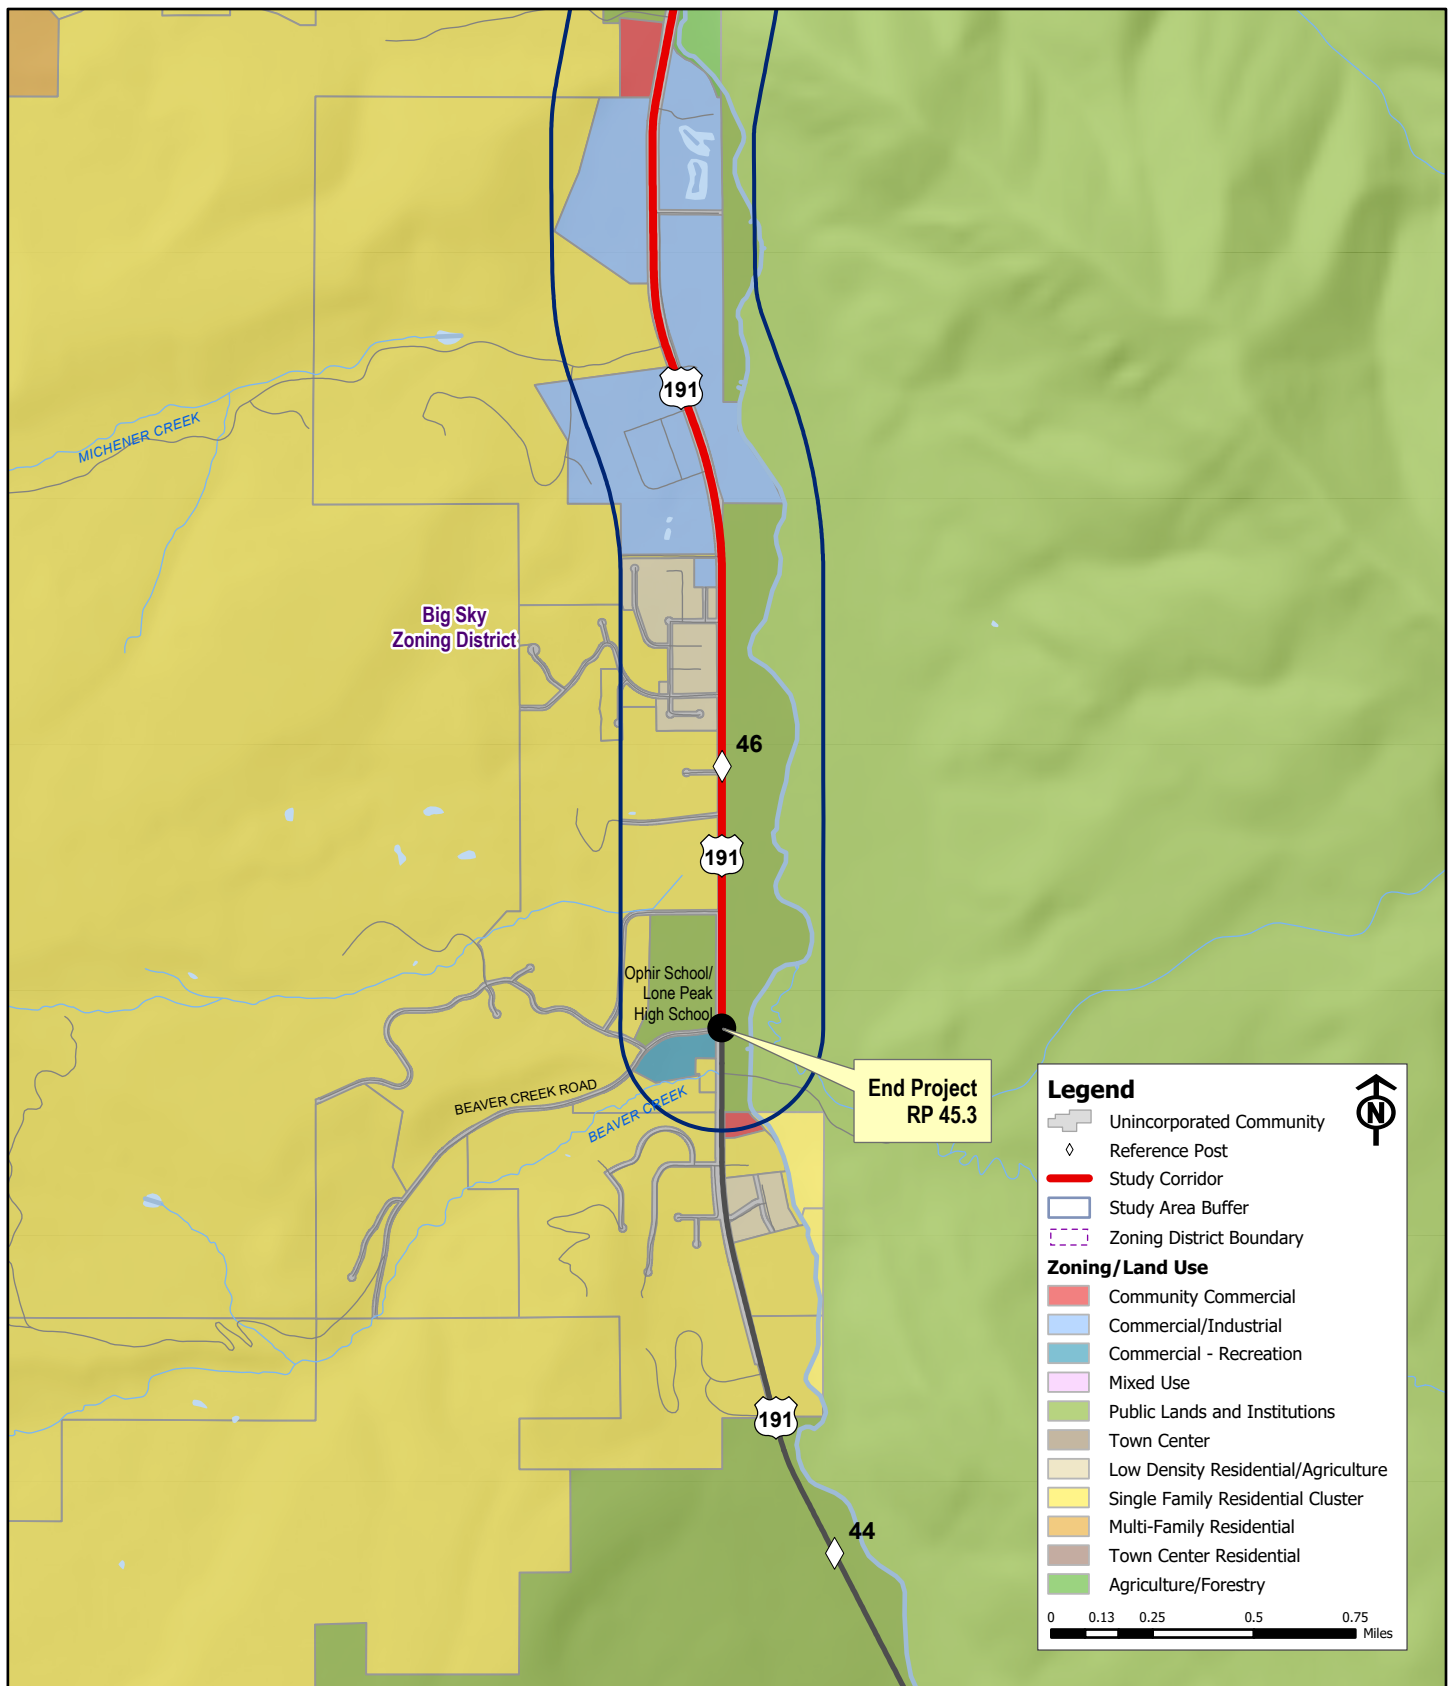 191
MICHENER CREEK
Big Sky
Zoning District
46
191
Ophir School/
Lone Peak
High School
BEAVER CREEK ROAD
BEAVER CREEK
End Project
RP 45.3
191
44
Legend
N
Unincorporated Community
Reference Post
Study Corridor
Study Area Buffer
Zoning District Boundary
Zoning/Land Use
Community Commercial
Commercial/Industrial
Commercial - Recreation
Mixed Use
Public Lands and Institutions
Town Center
Low Density Residential/Agriculture
Single Family Residential Cluster
Multi-Family Residential
Town Center Residential
Agriculture/Forestry
0 0.13 0.25 0.5 0.75
Miles